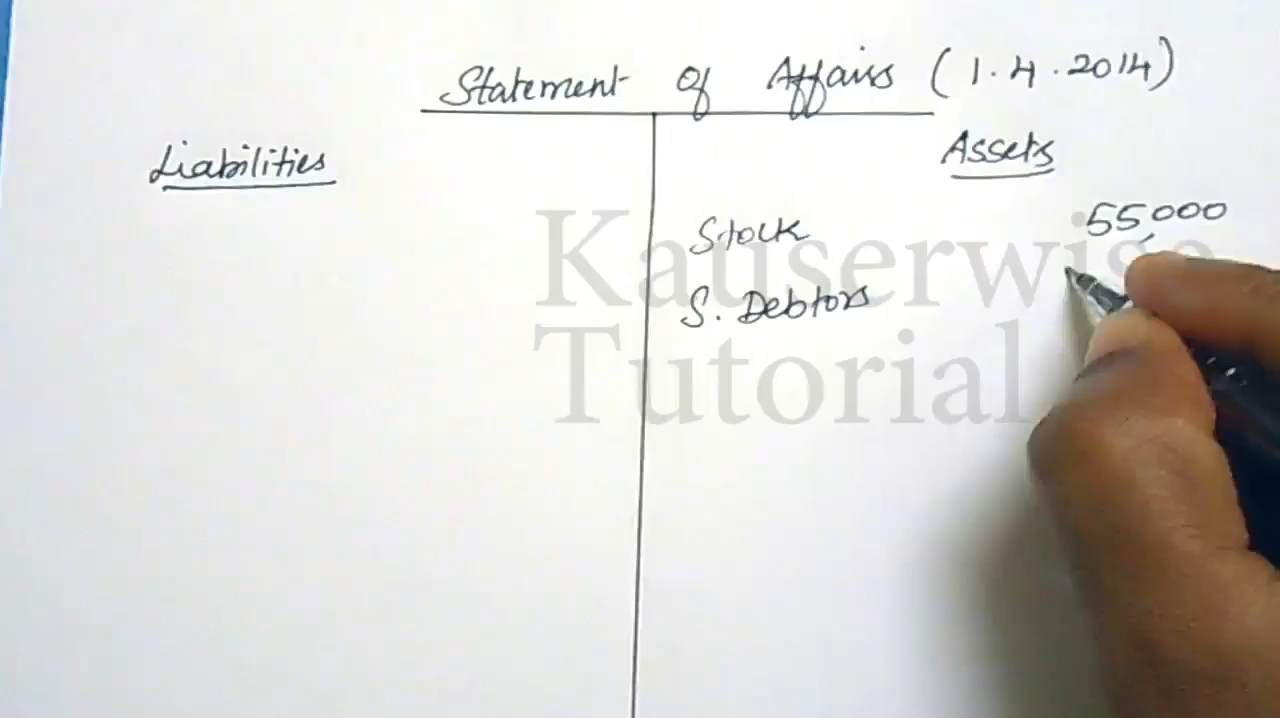 Statement Of Affairs (1.4.2014)
Liabilities
Assets
Stock 55,000
S. Debtors
Kauserwise
Tutorial